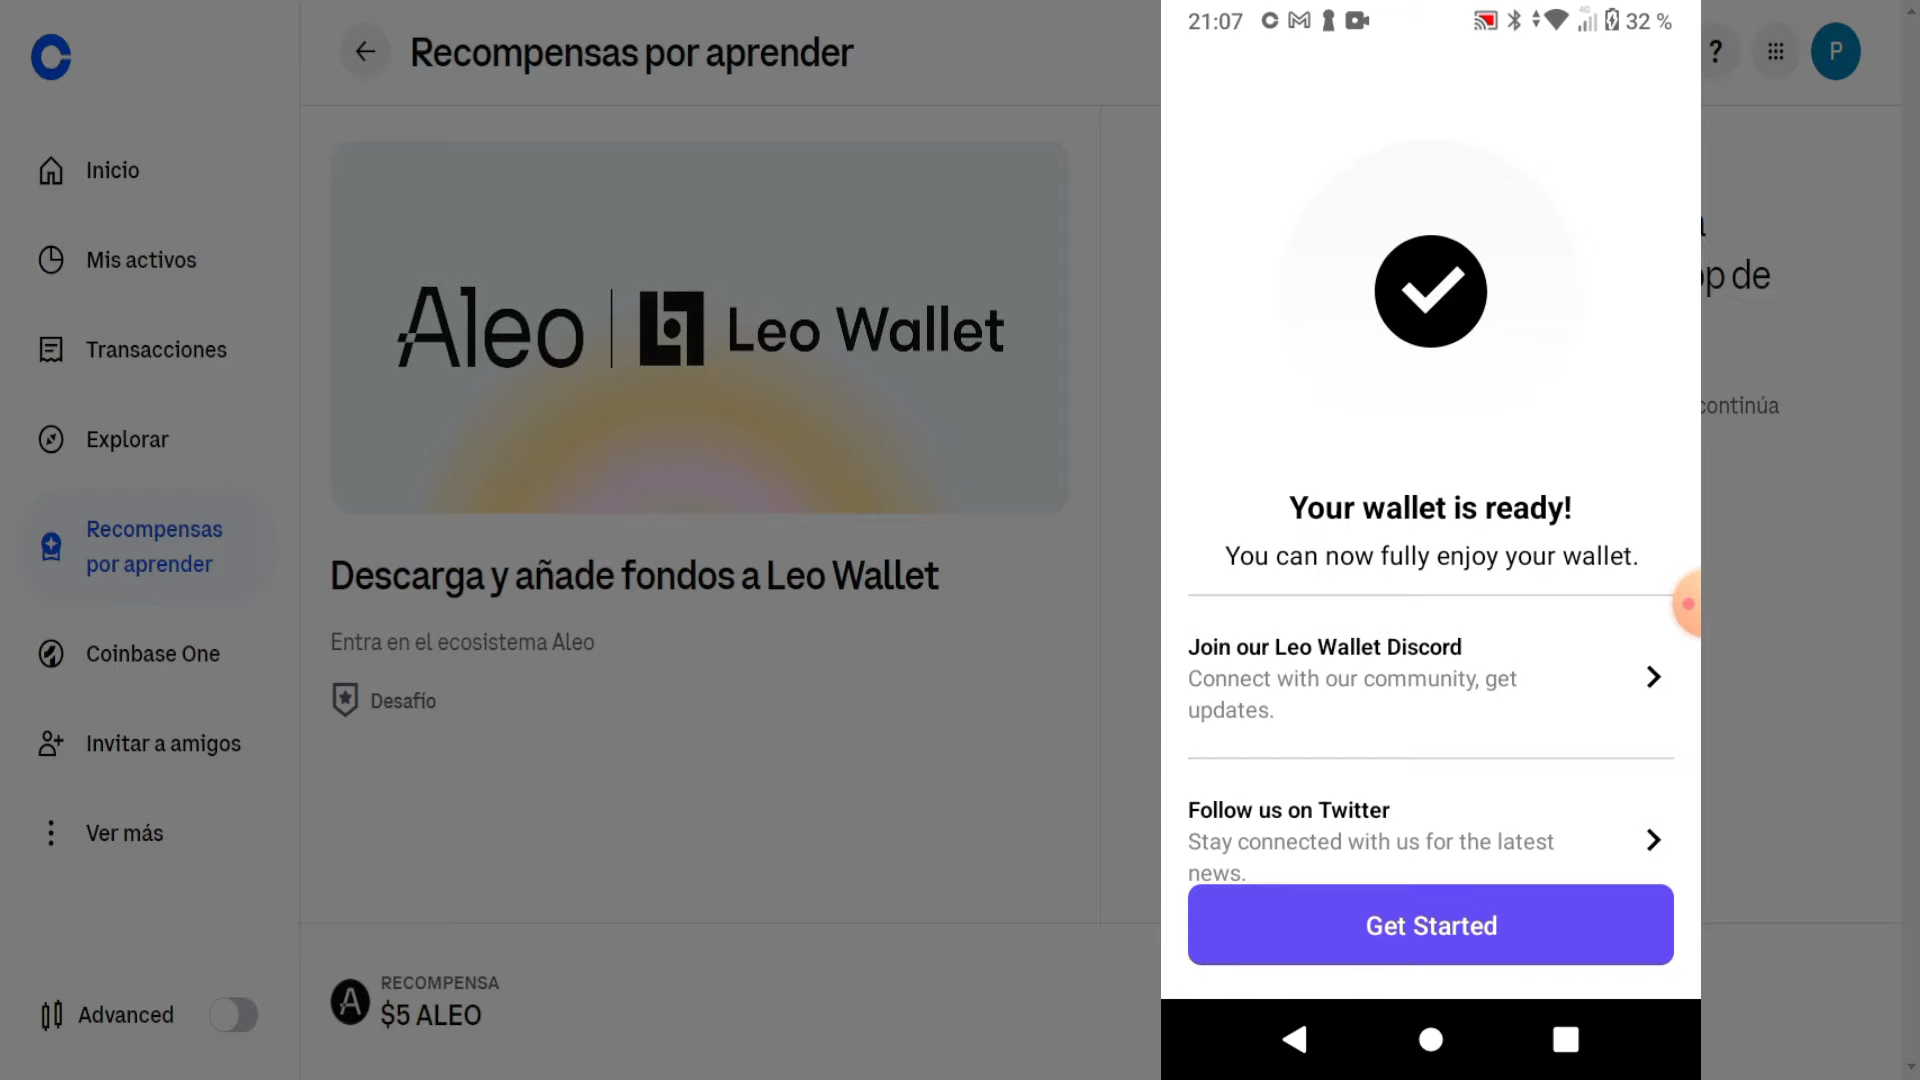 Recompensas por aprender
Inicio
Mis activos
Transacciones
Explorar
Recompensas
por aprender
Coinbase One
Invitar a amigos
Ver más
Advanced
Aleo | Leo Wallet
Descarga y añade fondos a Leo Wallet
Entra en el ecosistema Aleo
Desafío
RECOMPENSA
$5 ALEO
21:07
4G
32 %
Your wallet is ready!
You can now fully enjoy your wallet.
Join our Leo Wallet Discord
Connect with our community, get
updates.
Follow us on Twitter
Stay connected with us for the latest
news.
Get Started
?
P
de
continúa